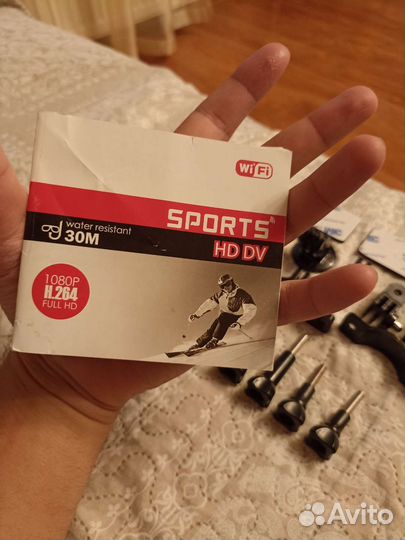 WiFi
SPORTS
water resistant
30M
HD DV
1080P
H.264
FULL HD
Avito